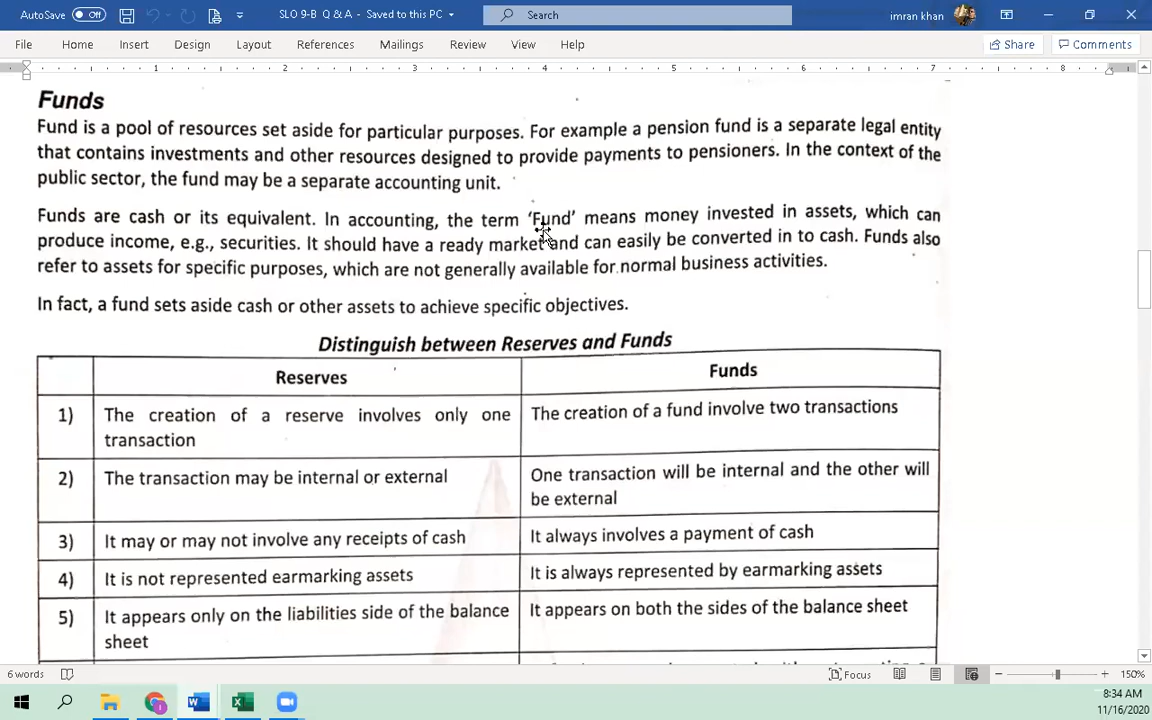 AutoSave Off SLO 9-B Q & A - Saved to this PC Search imran khan
File Home Insert Design Layout References Mailings Review View Help Share Comments
1 2 3 4 5 6 7 8
Funds
Fund is a pool of resources set aside for particular purposes. For example a pension fund is a separate legal entity
that contains investments and other resources designed to provide payments to pensioners. In the context of the
public sector, the fund may be a separate accounting unit.
Funds are cash or its equivalent. In accounting, the term ‘Fund’ means money invested in assets, which can
produce income, e.g., securities. It should have a ready market and can easily be converted in to cash. Funds also
refer to assets for specific purposes, which are not generally available for normal business activities.
In fact, a fund sets aside cash or other assets to achieve specific objectives.
Distinguish between Reserves and Funds
Reserves Funds
1) The creation of a reserve involves only one
transaction
The creation of a fund involve two transactions
2) The transaction may be internal or external
One transaction will be internal and the other will
be external
3) It may or may not involve any receipts of cash
It always involves a payment of cash
4) It is not represented earmarking assets
It is always represented by earmarking assets
5) It appears only on the liabilities side of the balance
sheet
It appears on both the sides of the balance sheet
6 words Focus 150%
8:34 AM
11/16/2020